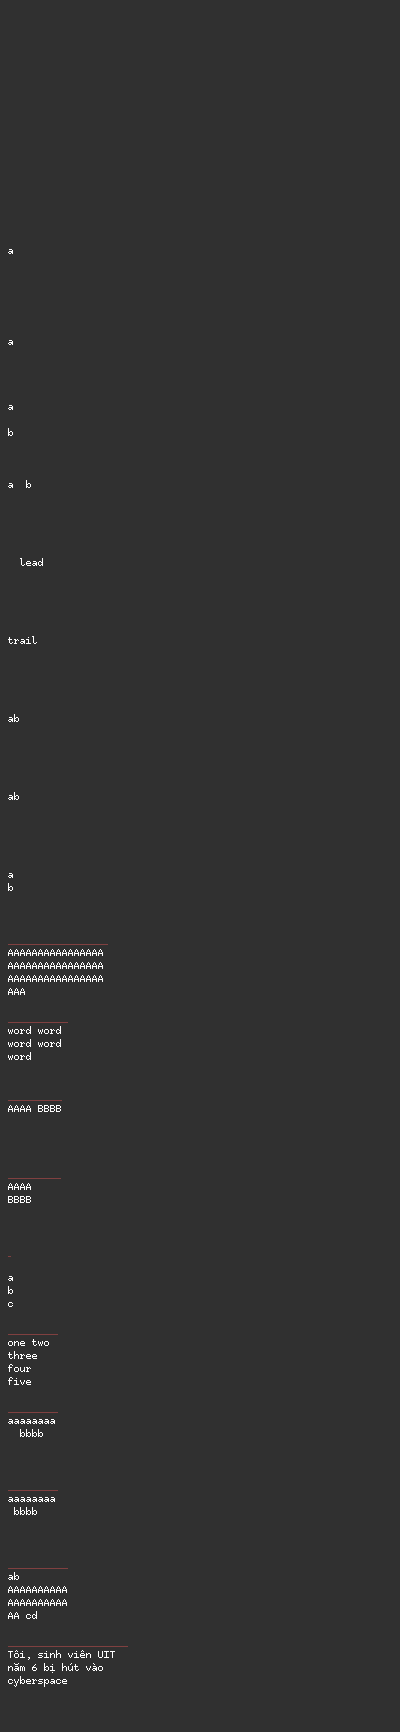 a
a
a
b
a  b
  lead
trail
ab
ab
a
b
AAAAAAAAAAAAAAAA
AAAAAAAAAAAAAAAA
AAAAAAAAAAAAAAAA
AAA
word word
word word
word
AAAA BBBB
AAAA
BBBB
a
b
c
one two
three
four
five
aaaaaaaa
  bbbb
aaaaaaaa
 bbbb
ab
AAAAAAAAAA
AAAAAAAAAA
AA cd
Tôi, sinh viên UIT
năm 6 bị hút vào
cyberspace